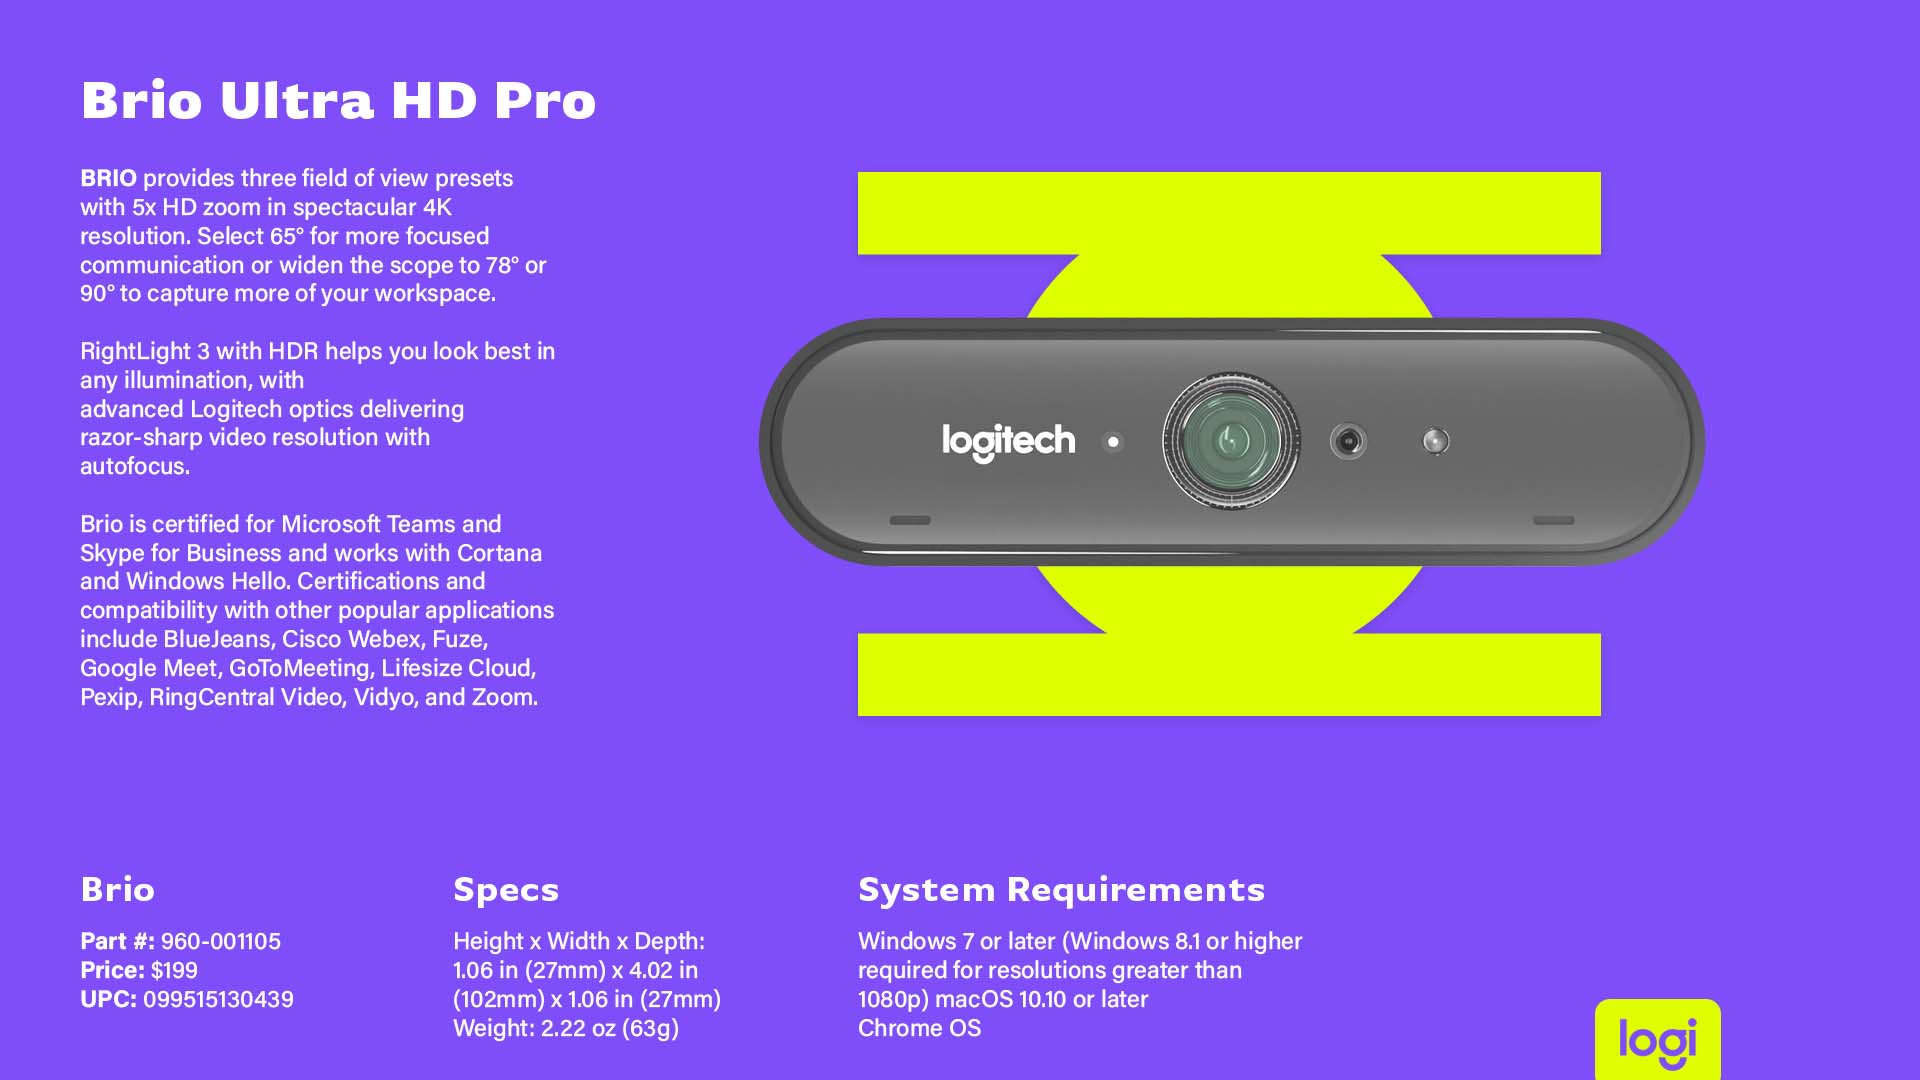 Brio Ultra HD Pro
BRIO provides three field of view presets
with 5x HD zoom in spectacular 4K
resolution. Select 65° for more focused
communication or widen the scope to 78° or
90° to capture more of your workspace.
RightLight 3 with HDR helps you look best in
any illumination, with
advanced Logitech optics delivering
razor-sharp video resolution with
autofocus.
Brio is certified for Microsoft Teams and
Skype for Business and works with Cortana
and Windows Hello. Certifications and
compatibility with other popular applications
include BlueJeans, Cisco Webex, Fuze,
Google Meet, GoToMeeting, Lifesize Cloud,
Pexip, RingCentral Video, Vidyo, and Zoom.
logitech
Brio
Part #: 960-001105
Price: $199
UPC: 099515130439
Specs
Height x Width x Depth:
1.06 in (27mm) x 4.02 in
(102mm) x 1.06 in (27mm)
Weight: 2.22 oz (63g)
System Requirements
Windows 7 or later (Windows 8.1 or higher
required for resolutions greater than
1080p) macOS 10.10 or later
Chrome OS
logi